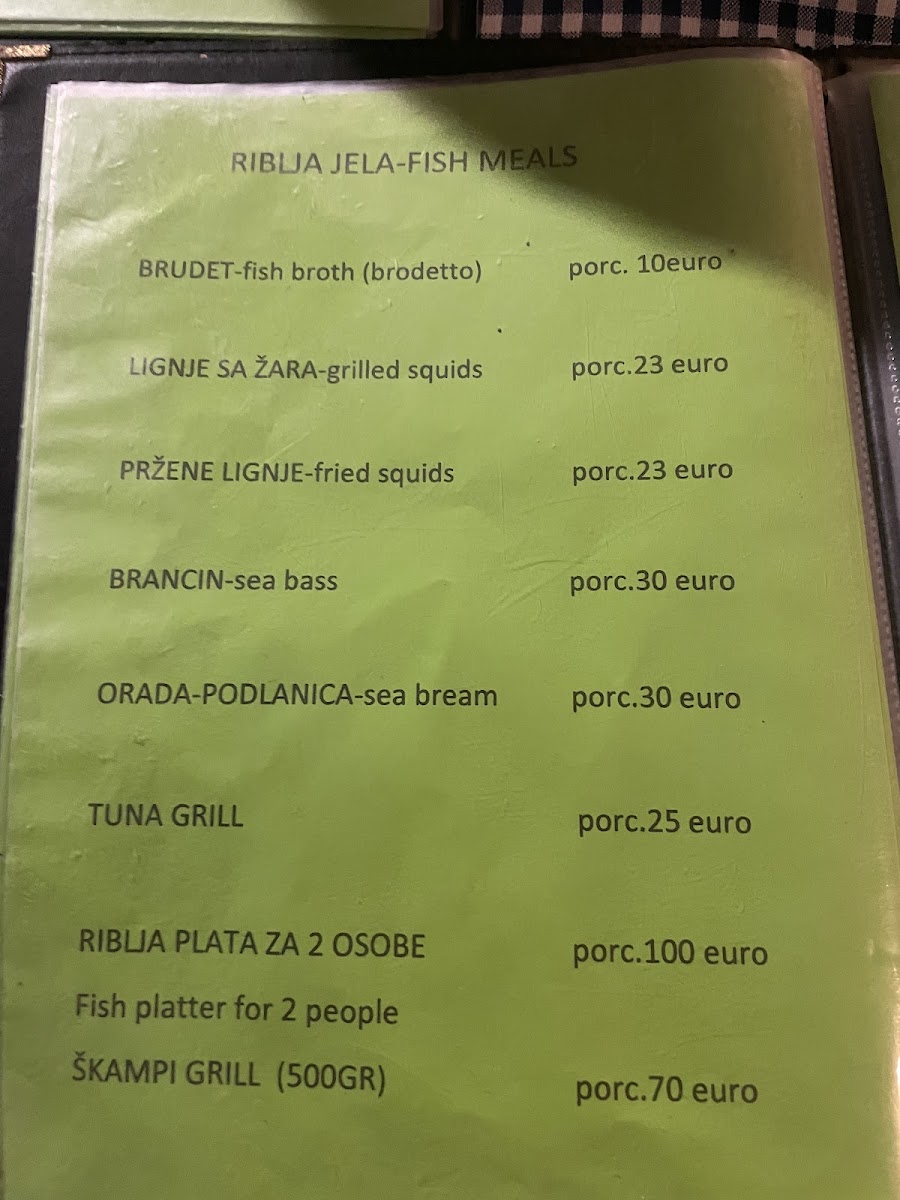 RIBLJA JELA-FISH MEALS
BRUDET-fish broth (brodetto) porc. 10euro
LIGNJE SA ŽARA-grilled squids porc.23 euro
PRŽENE LIGNJE-fried squids porc.23 euro
BRANCIN-sea bass porc.30 euro
ORADA-PODLANICA-sea bream porc.30 euro
TUNA GRILL porc.25 euro
RIBLJA PLATA ZA 2 OSOBE porc.100 euro
Fish platter for 2 people
ŠKAMPI GRILL (500GR) porc.70 euro